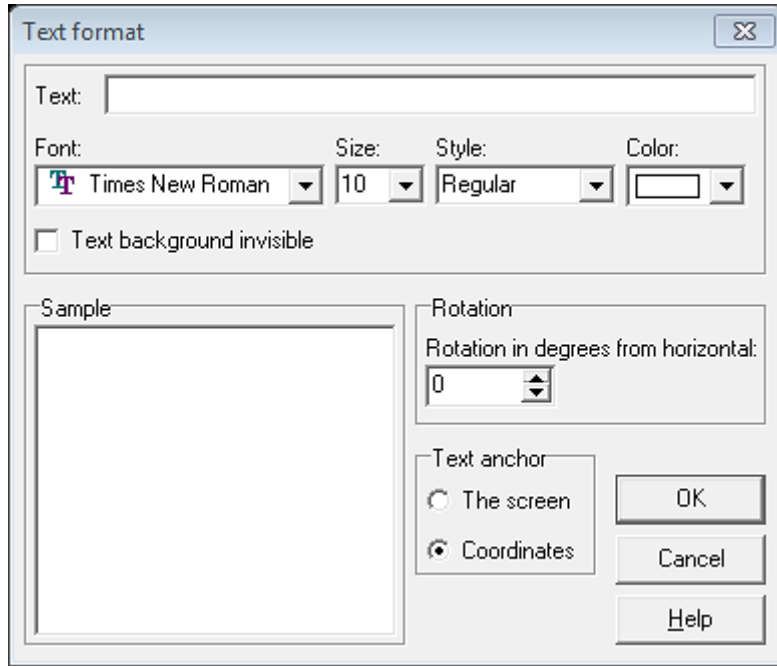 Text format
Text:
Font: Size: Style: Color:
Times New Roman 10 Regular
Text background invisible
Sample
Rotation
Rotation in degrees from horizontal:
0
Text anchor
The screen
Coordinates
OK
Cancel
Help